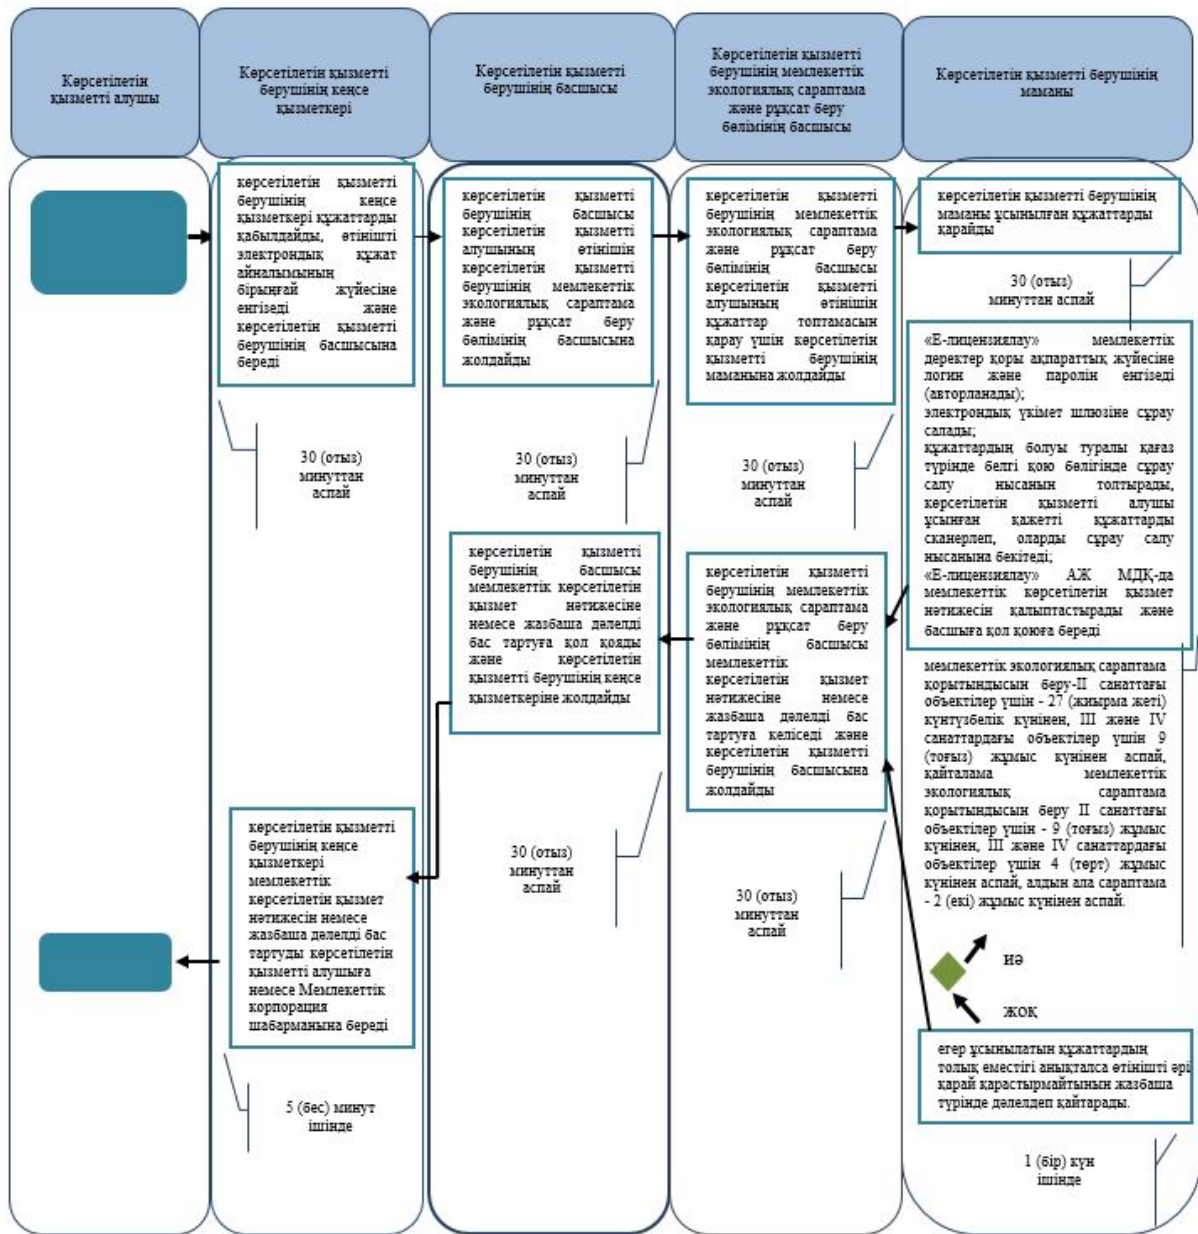 Көрсетілетін
қызметті алушы
Көрсетілетін қызметті
берушінің кеңсе
қызметкері
Көрсетілетін қызметті
берушінің басшысы
Көрсетілетін қызметті
берушінің мемлекеттік
экологиялық сараптама
және рұқсат беру
бөлімінің басшысы
Көрсетілетін қызметті берушінің
маманы
көрсетілетін қызметті
берушінің кеңсе
қызметкері құжаттарды
қабылдайды, өтінішті
электрондық құжат
айналымының
бірыңғай жүйесіне
енгізеді және
көрсетілетін қызметті
берушінің басшысына
береді
30 (отыз)
минуттан
аспай
көрсетілетін қызметті
берушінің басшысы
көрсетілетін қызметті
алушының өтінішін
көрсетілетін қызметті
берушінің мемлекеттік
экологиялық сараптама
және рұқсат беру
бөлімінің басшысына
жолдайды
30 (отыз)
минуттан
аспай
көрсетілетін қызметті
берушінің мемлекеттік
экологиялық сараптама
және рұқсат беру
бөлімінің басшысы
көрсетілетін қызметті
алушының өтінішін
құжаттар топтамасын
қарау үшін көрсетілетін
қызметті берушінің
маманына жолдайды
30 (отыз)
минуттан
аспай
көрсетілетін қызметті берушінің
маманы ұсынылған құжаттарды
қарайды
30 (отыз)
минуттан аспай
«Е-лицензиялау» мемлекеттік
деректер қоры ақпараттық жүйесіне
логин және паролін енгізеді
(авторланады);
электрондық үкімет шлюзіне сұрау
салады;
құжаттардың болуы туралы қағаз
түрінде белгі қою бөлігінде сұрау
салу нысанын толтырады,
көрсетілетін қызметті алушы
ұсынған қажетті құжаттарды
сканерлеп, оларды сұрау салу
нысанына бекітеді;
«Е-лицензиялау» АЖ МДҚ-да
мемлекеттік көрсетілетін қызмет
нәтижесін қалыптастырады және
басшыға қол қоюға береді
мемлекеттік экологиялық сараптама
қорытындысын беру-II санаттағы
объектілер үшін - 27 (жиырма жеті)
күнтүзбелік күнінен, III және IV
санаттардағы объектілер үшін 9
(тоғыз) жұмыс күнінен аспай,
қайталама мемлекеттік
экологиялық сараптама
қорытындысын беру II санаттағы
объектілер үшін - 9 (тоғыз) жұмыс
күнінен, III және IV санаттардағы
объектілер үшін 4 (төрт) жұмыс
күнінен аспай, алдын ала сараптама
- 2 (екі) жұмыс күнінен аспай.
иә
жоқ
егер ұсынылатын құжаттардың
толық еместігі анықталса өтінішті әрі
қарай қарастырмайтынын жазбаша
түрінде дәлелдеп қайтарады.
1 (бір) күн
ішінде
көрсетілетін қызметті
берушінің мемлекеттік
экологиялық сараптама
және рұқсат беру
бөлімінің басшысы
мемлекеттік
көрсетілетін қызмет
нәтижесіне немесе
жазбаша дәлелді бас
тартуға келіседі және
көрсетілетін қызметті
берушінің басшысына
жолдайды
30 (отыз)
минуттан
аспай
көрсетілетін қызметті
берушінің басшысы
мемлекеттік көрсетілетін
қызмет нәтижесіне
немесе жазбаша дәлелді
бас тартуға қол қояды
және көрсетілетін
қызметті берушінің кеңсе
қызметкеріне жолдайды
30 (отыз)
минуттан
аспай
көрсетілетін қызметті
берушінің кеңсе
қызметкері
мемлекеттік
көрсетілетін қызмет
нәтижесін немесе
жазбаша дәлелді бас
тартуды көрсетілетін
қызметті алушыға
немесе Мемлекеттік
корпорация
шабарманына береді
5 (бес) минут
ішінде